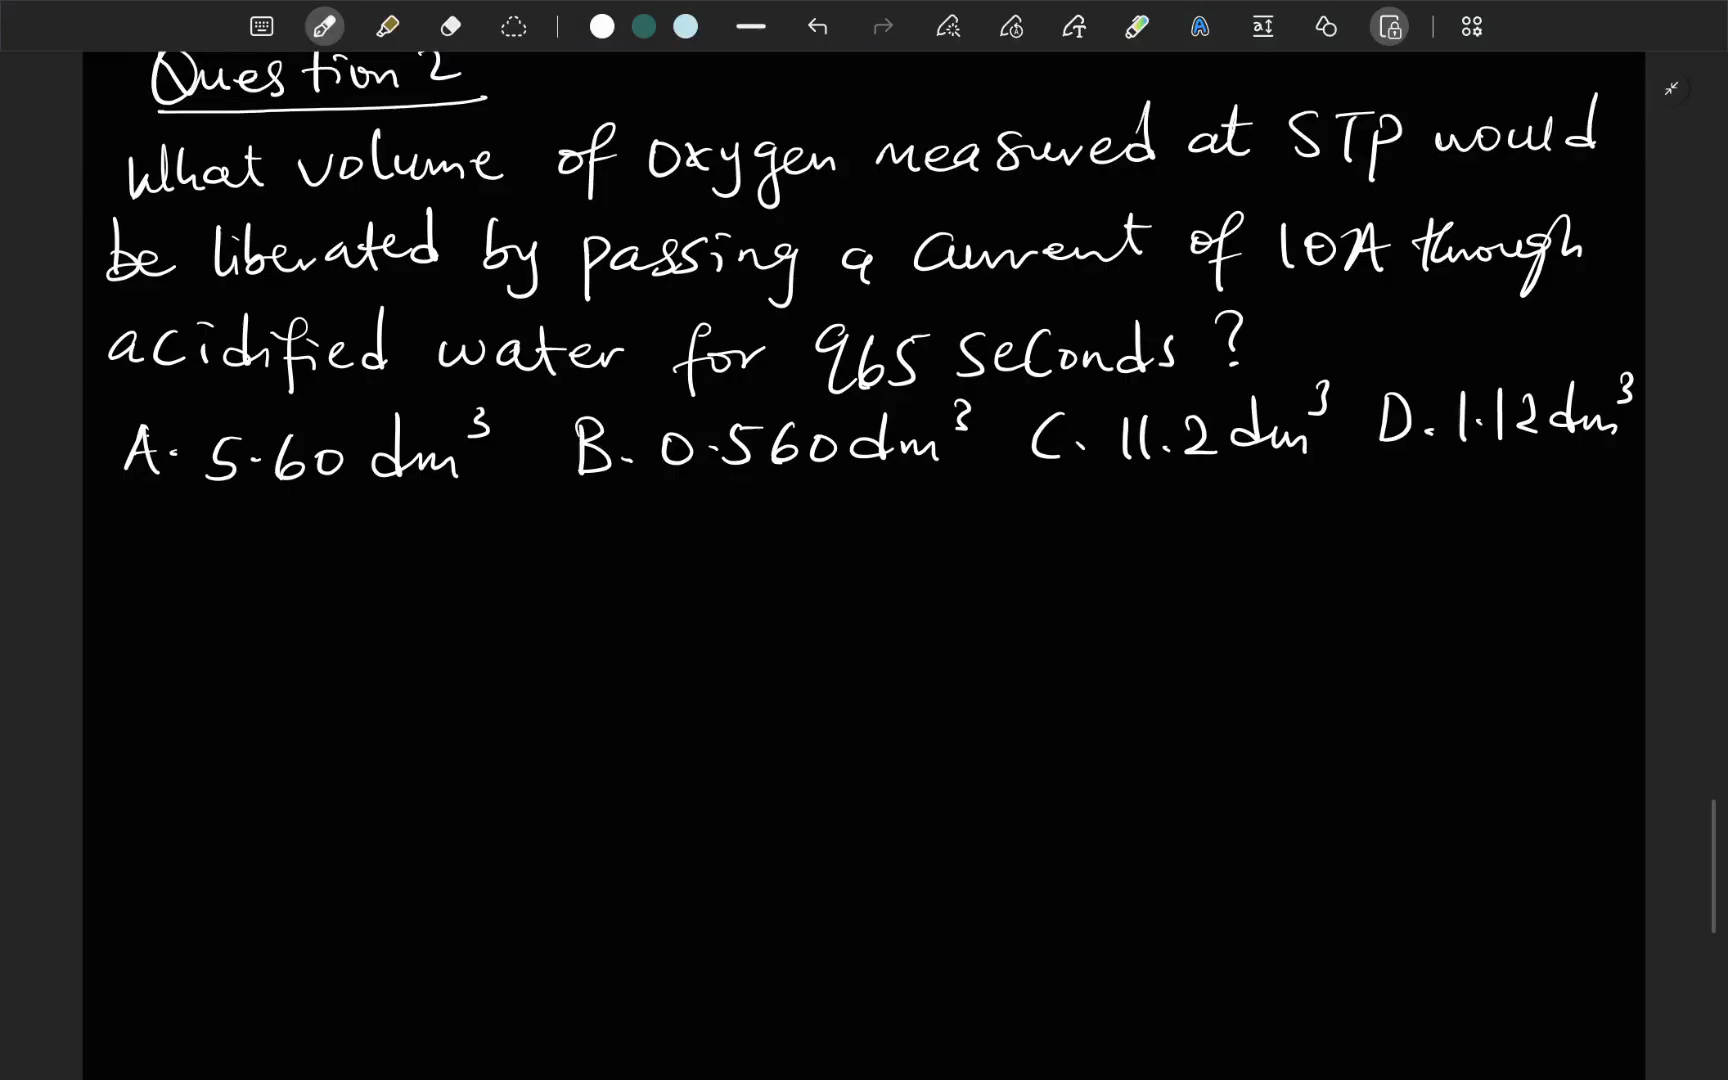 Question 2
What volume of oxygen measured at STP would
be liberated by passing a current of 10A through
acidified water for 965 seconds?
A. 5.60 dm³ B. 0.560 dm³ C. 11.2 dm³ D. 1.12 dm³